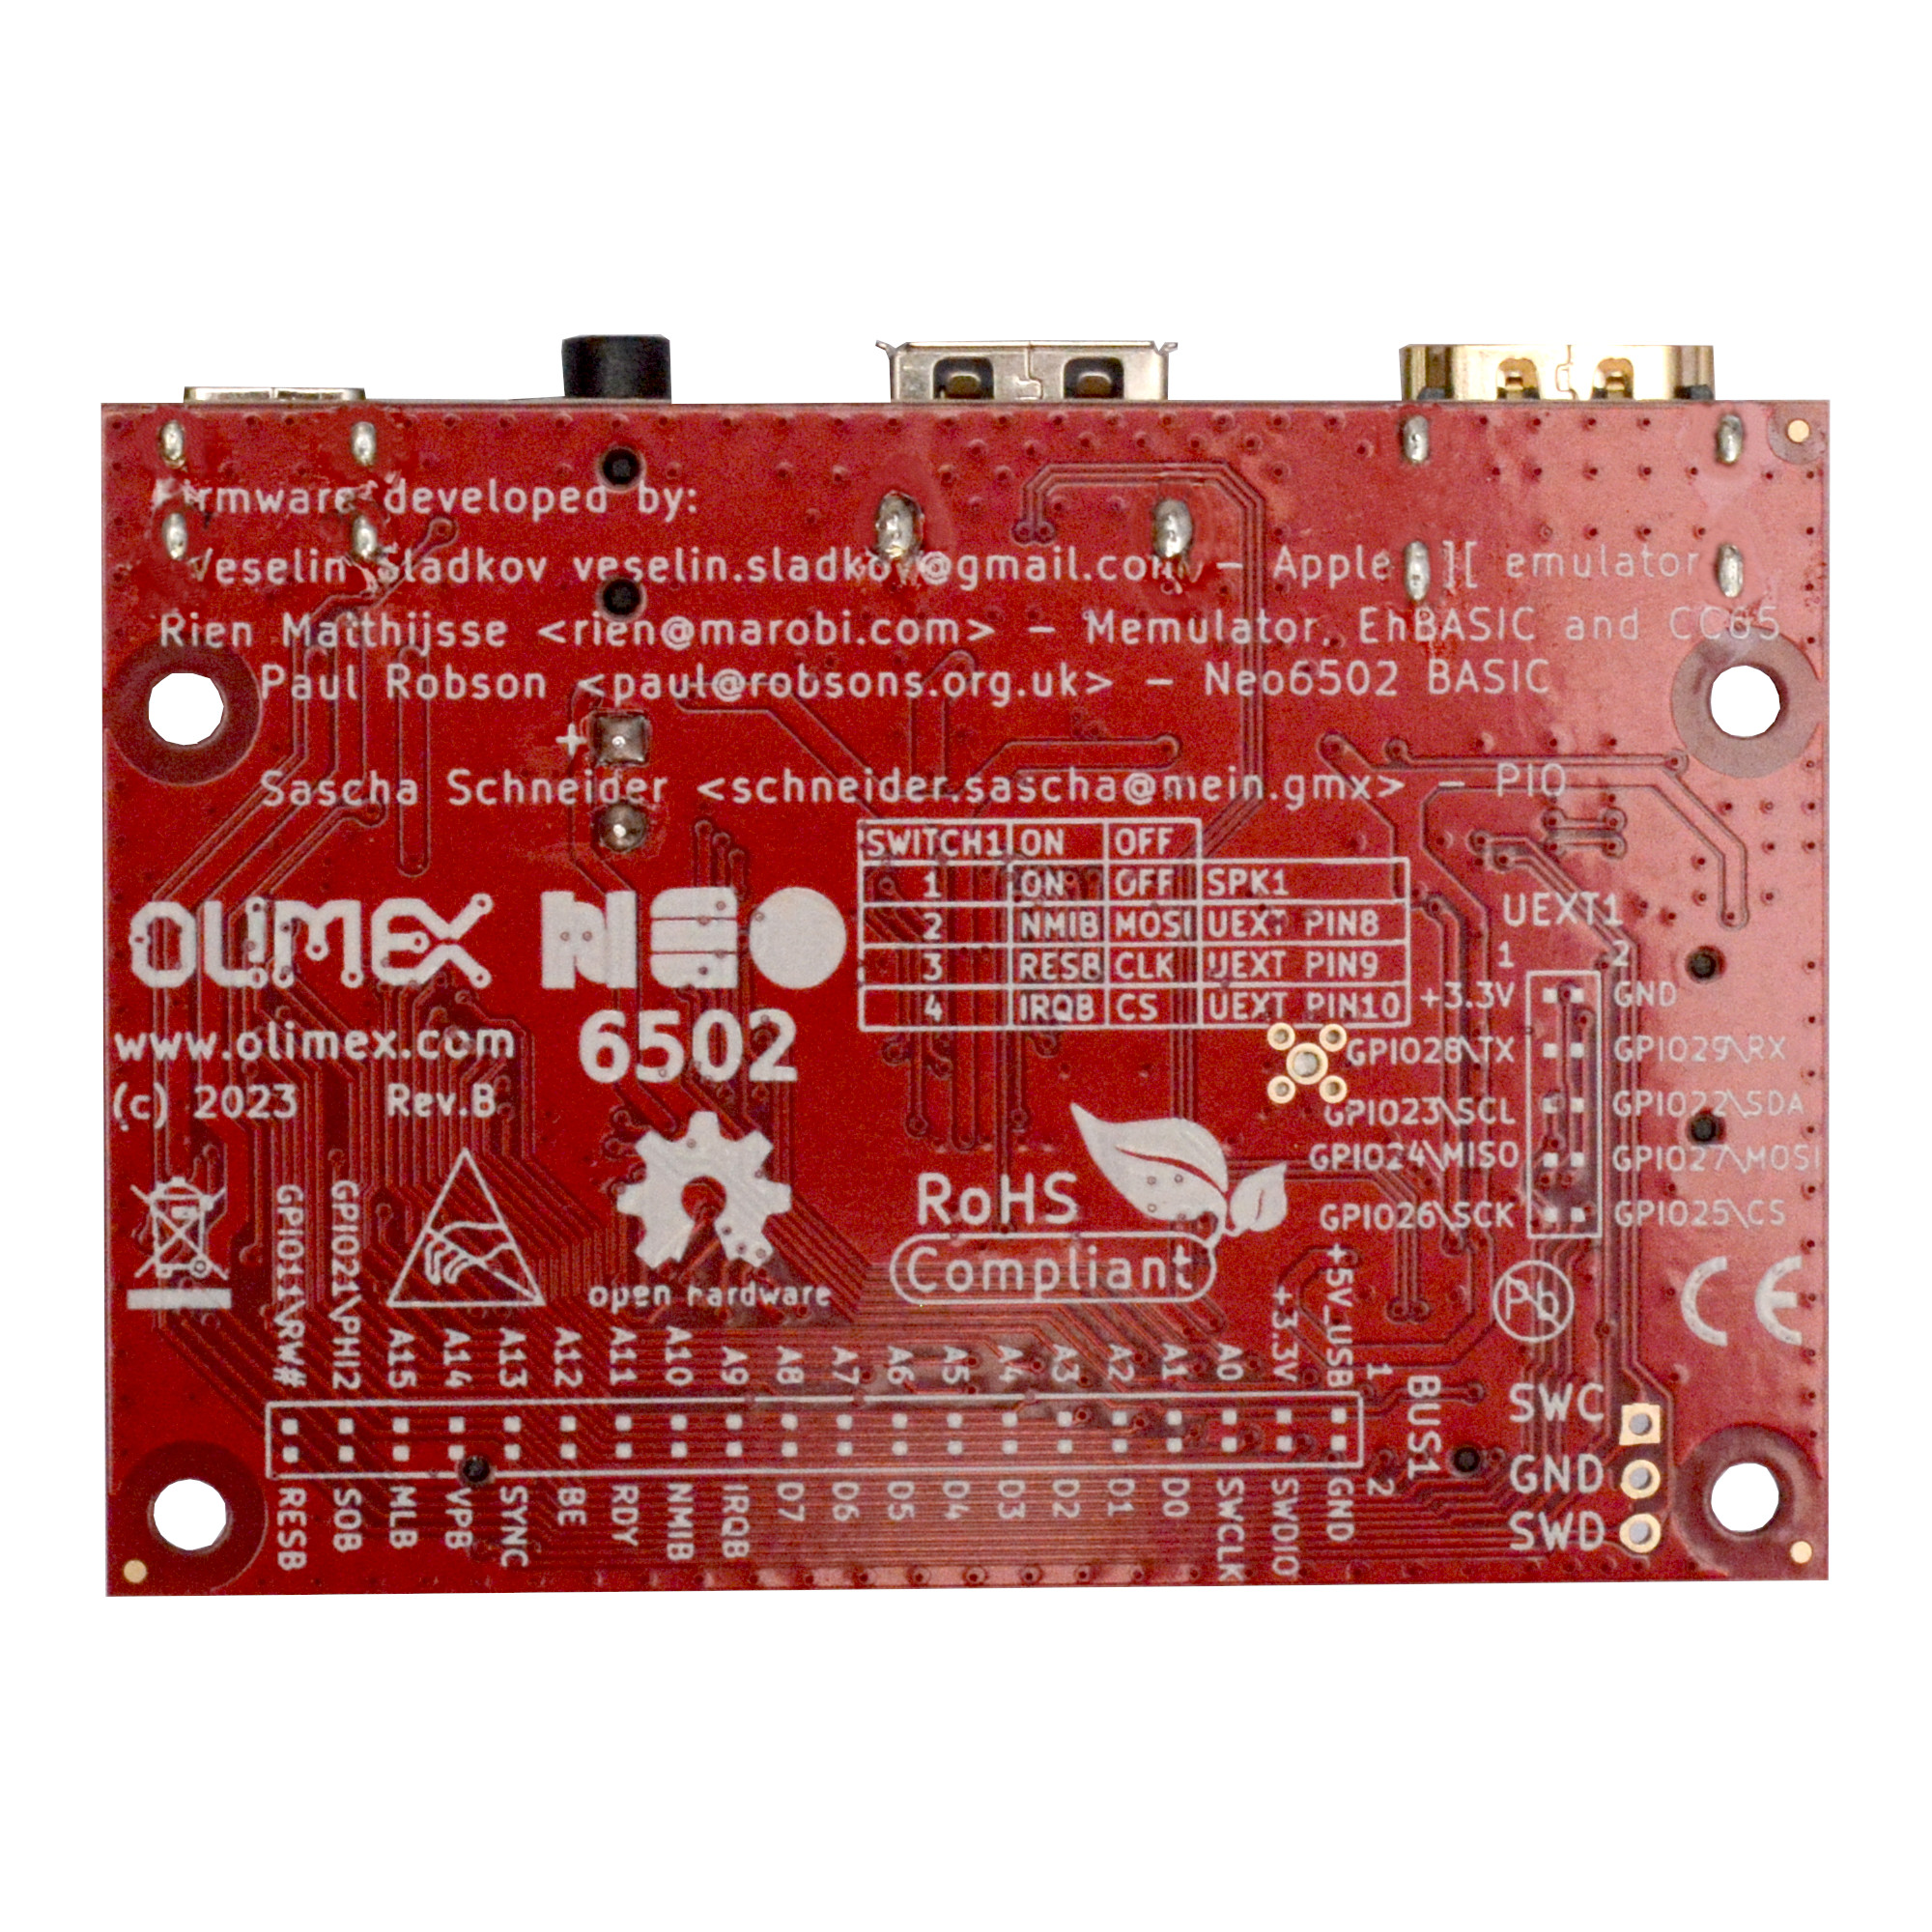 Firmware developed by:
Veselin Sladkov veselin.sladkov@gmail.com - Apple ][ emulator
Rien Matthijsse <rien@marobi.com> - Memulator, EhBASIC and CC65
Paul Robson <paul@robsons.org.uk> - Neo6502 BASIC
+
Sascha Schneider <schneider.sascha@mein.gmx> - PIO
SWITCH1 ON OFF
1 ON OFF SPK1
2 NMIB MOSI UEXT PIN8
3 RESB CLK UEXT PIN9
4 IRQB CS UEXT PIN10
OLIMEX NEO
6502
www.olimex.com
(c) 2023 Rev.B
UEXT1
1 2
+3.3V GND
GPIO28\TX GPIO29\RX
GPIO23\SCL GPIO22\SDA
GPIO24\MISO GPIO27\MOSI
GPIO26\SCK GPIO25\CS
open hardware
RoHS
Compliant
Pb
CE
GPIO11\RW# GPIO21\PHI2 A15 A14 A13 A12 A11 A10 A9 A8 A7 A6 A5 A4 A3 A2 A1 A0 +3.3V +5V_USB 1
BUS1
RESB SOB MLB VPB SYNC BE RDY NMIB IRQB D7 D6 D5 D4 D3 D2 D1 D0 SWCLK SWDIO GND 2
SWC
GND
SWD